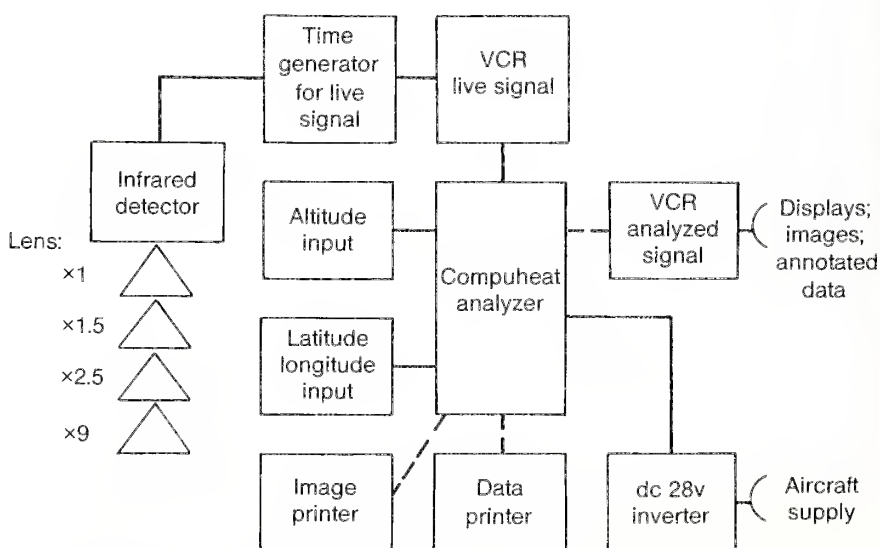 Time
generator
for live
signal
VCR
live signal
Infrared
detector
Lens:
×1
×1.5
×2.5
×9
Altitude
input
Compuheat
analyzer
VCR
analyzed
signal
Displays;
images;
annotated
data
Latitude
longitude
input
Image
printer
Data
printer
dc 28v
inverter
Aircraft
supply